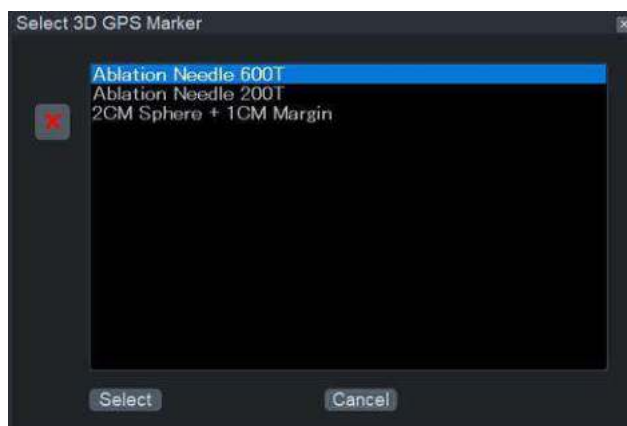 Select 3D GPS Marker
Ablation Needle 600T
Ablation Needle 200T
2CM Sphere + 1CM Margin
Select
Cancel